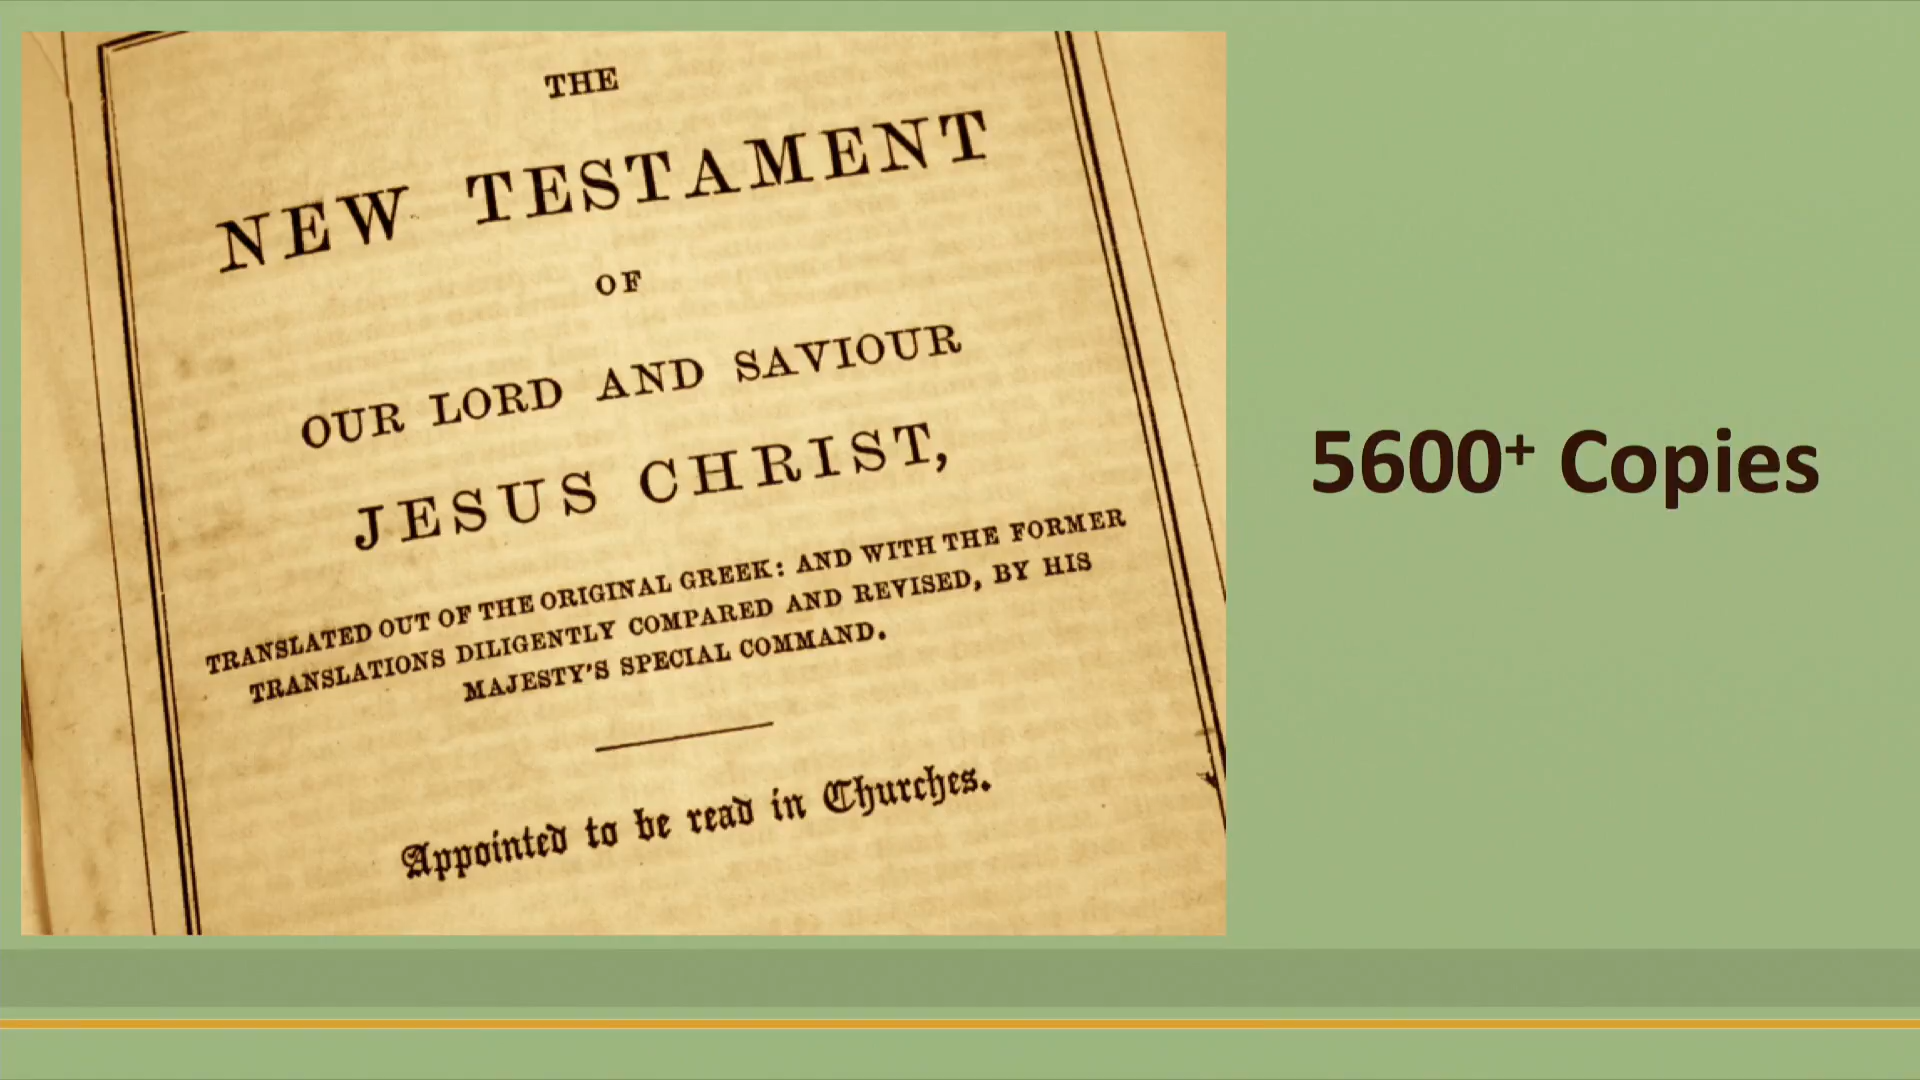 THE
NEW TESTAMENT
OF
OUR LORD AND SAVIOUR
JESUS CHRIST,
TRANSLATED OUT OF THE ORIGINAL GREEK: AND WITH THE FORMER
TRANSLATIONS DILIGENTLY COMPARED AND REVISED, BY HIS
MAJESTY'S SPECIAL COMMAND.
Appointed to be read in Churches.
5600+ Copies